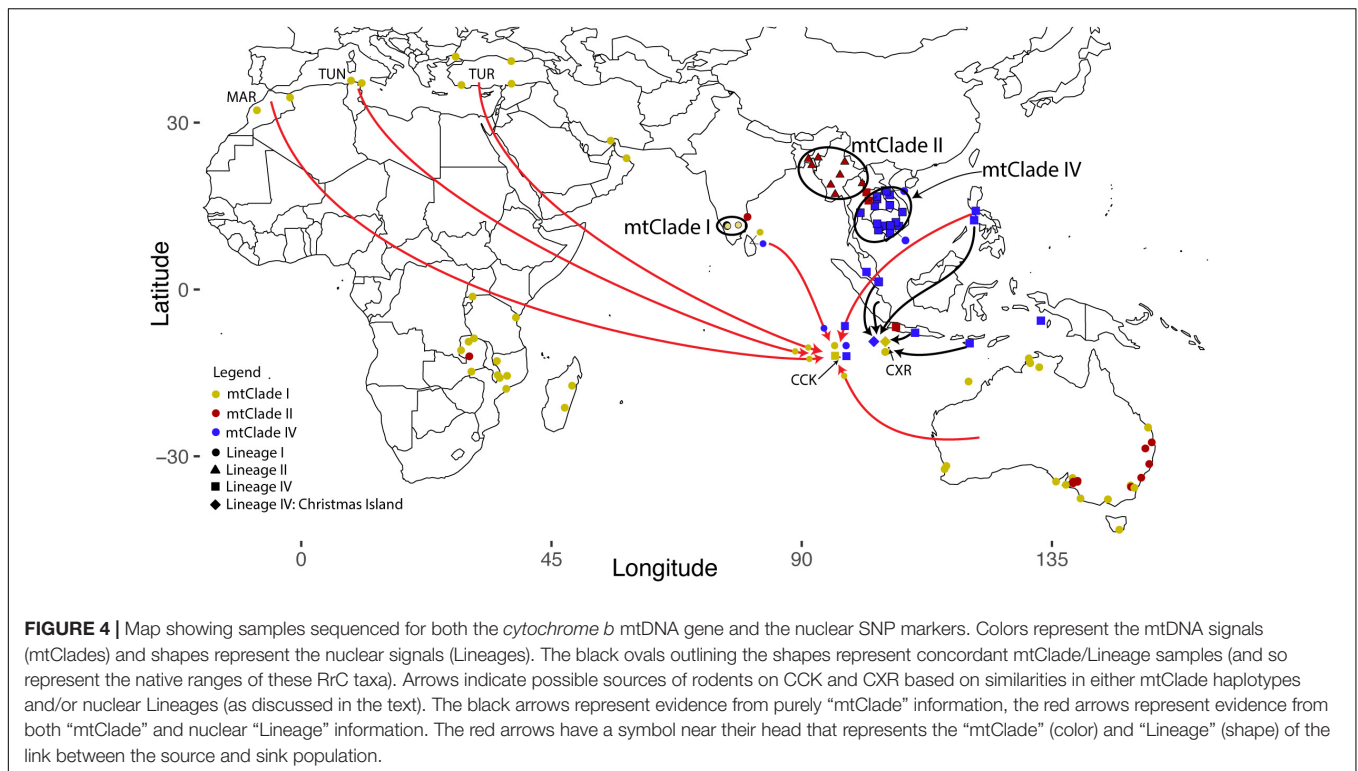 TUN
TUR
MAR
30
mtClade II
mtClade IV
mtClade I
Latitude
0
CCK
CXR
Legend
mtClade I
mtClade II
mtClade IV
Lineage I
Lineage II
Lineage IV
Lineage IV: Christmas Island
−30
0
45
90
135
Longitude
FIGURE 4 | Map showing samples sequenced for both the cytochrome b mtDNA gene and the nuclear SNP markers. Colors represent the mtDNA signals
(mtClades) and shapes represent the nuclear signals (Lineages). The black ovals outlining the shapes represent concordant mtClade/Lineage samples (and so
represent the native ranges of these RrC taxa). Arrows indicate possible sources of rodents on CCK and CXR based on similarities in either mtClade haplotypes
and/or nuclear Lineages (as discussed in the text). The black arrows represent evidence from purely “mtClade” information, the red arrows represent evidence from
both “mtClade” and nuclear “Lineage” information. The red arrows have a symbol near their head that represents the “mtClade” (color) and “Lineage” (shape) of the
link between the source and sink population.